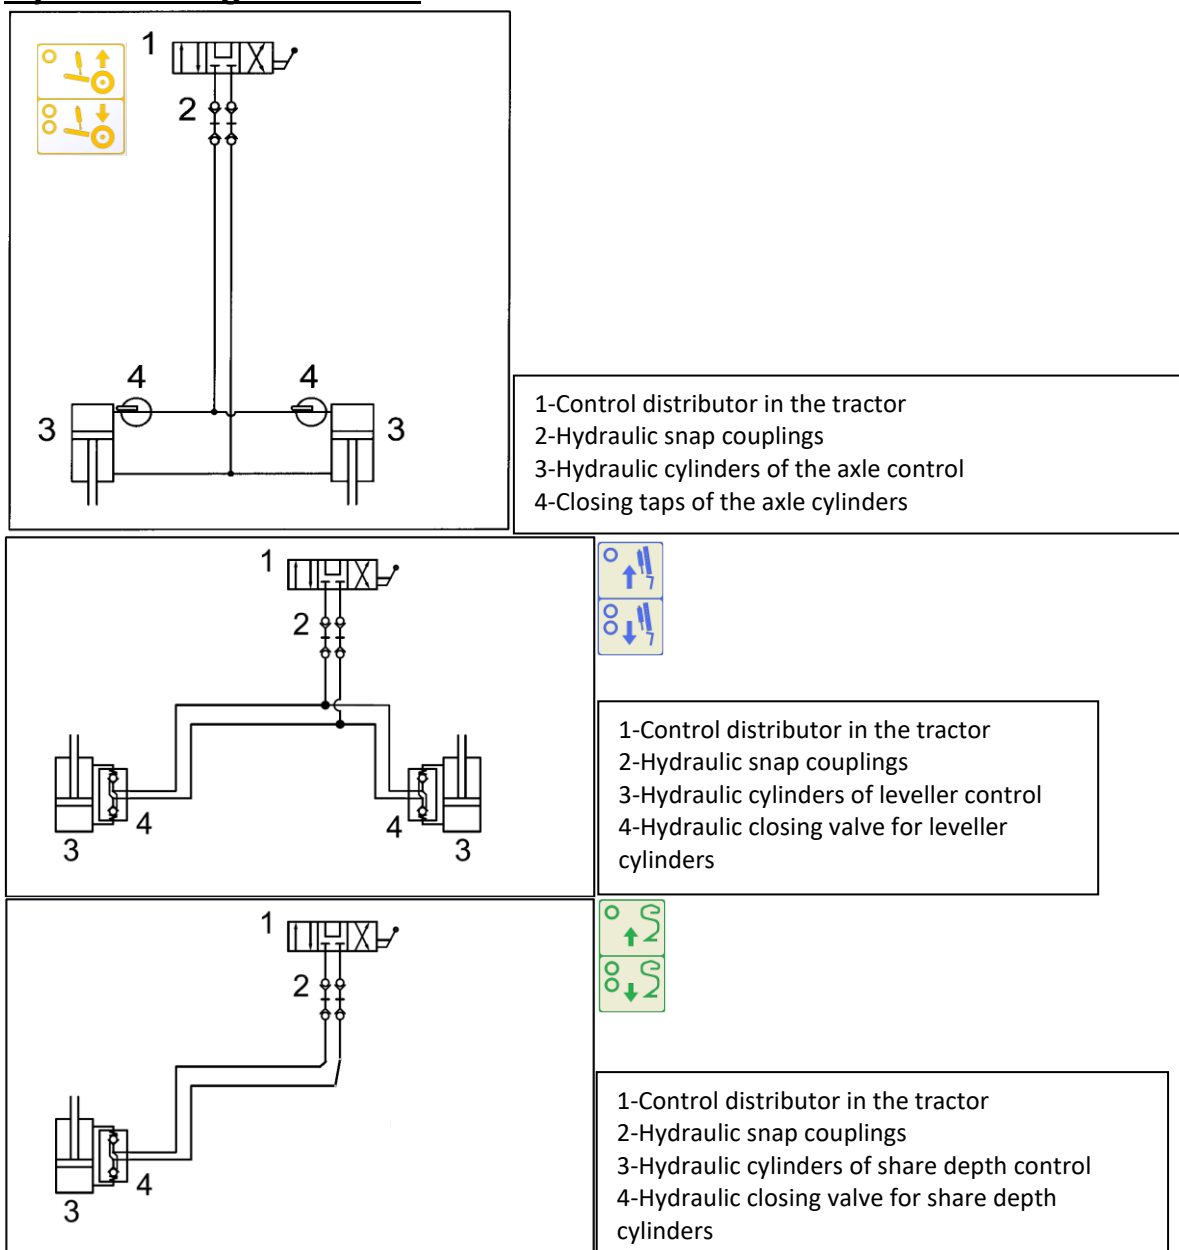 1
2
4 4
3 3
1-Control distributor in the tractor
2-Hydraulic snap couplings
3-Hydraulic cylinders of the axle control
4-Closing taps of the axle cylinders
1
2
4 4
3 3
1-Control distributor in the tractor
2-Hydraulic snap couplings
3-Hydraulic cylinders of leveller control
4-Hydraulic closing valve for leveller
cylinders
1
2
4
3
1-Control distributor in the tractor
2-Hydraulic snap couplings
3-Hydraulic cylinders of share depth control
4-Hydraulic closing valve for share depth
cylinders